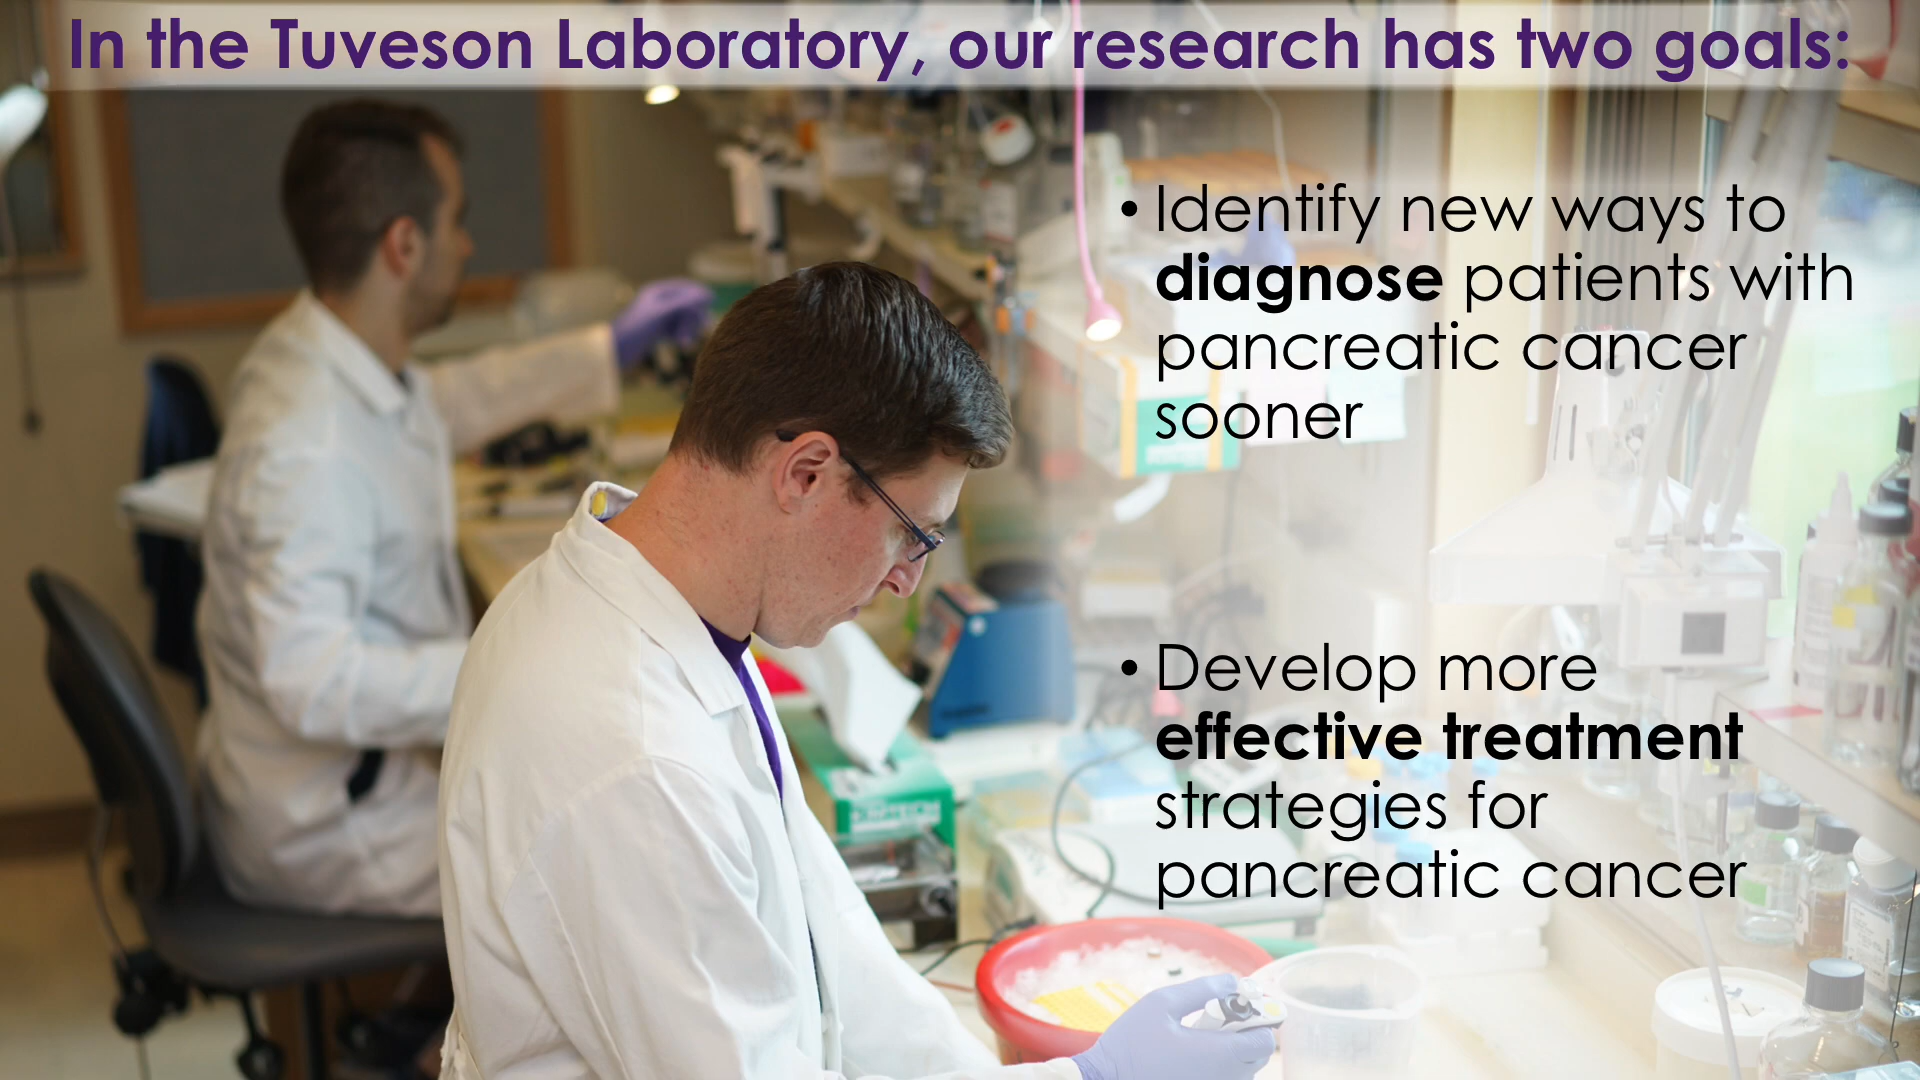 In the Tuveson Laboratory, our research has two goals:
• Identify new ways to
diagnose patients with
pancreatic cancer
sooner
• Develop more
effective treatment
strategies for
pancreatic cancer